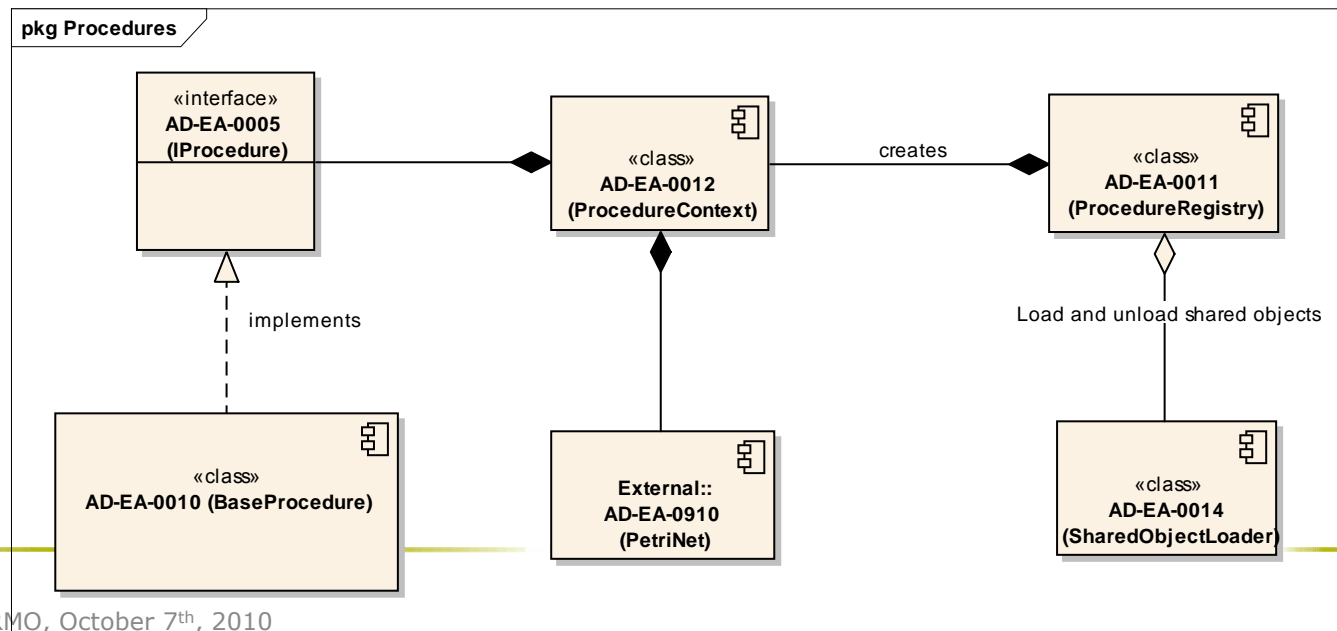 pkg Procedures
«interface»
AD-EA-0005
(IProcedure)
«class»
AD-EA-0012
(ProcedureContext)
creates
«class»
AD-EA-0011
(ProcedureRegistry)
implements
Load and unload shared objects
«class»
AD-EA-0010 (BaseProcedure)
External::
AD-EA-0910
(PetriNet)
«class»
AD-EA-0014
(SharedObjectLoader)
October 7th, 2010